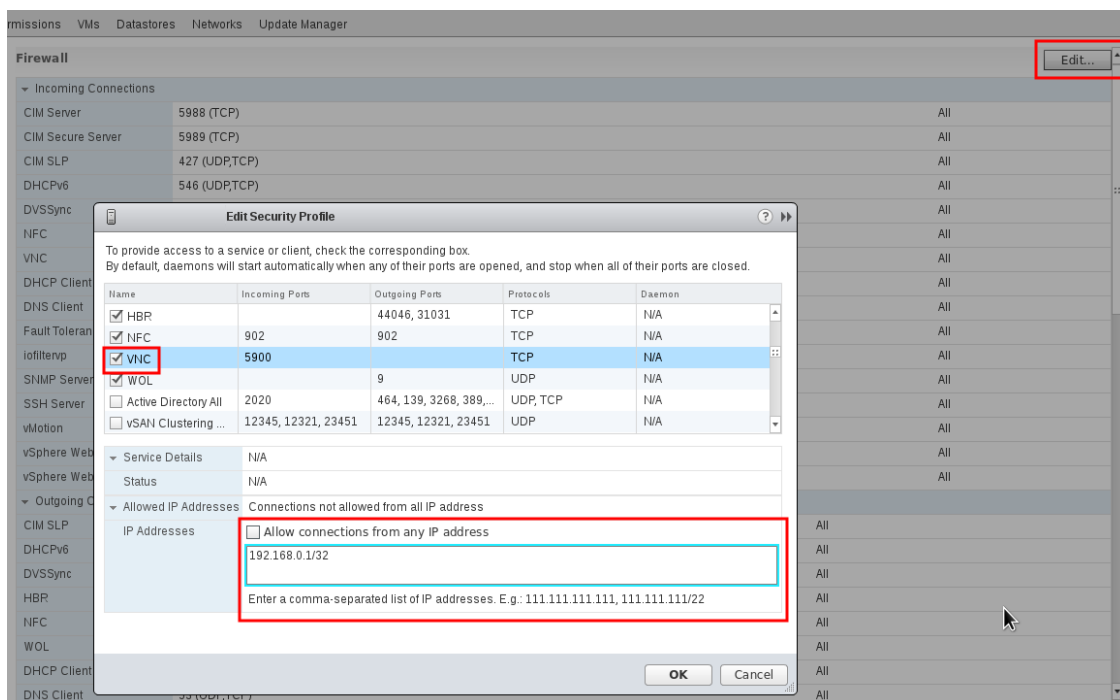 rmissions VMs Datastores Networks Update Manager
Firewall
Edit...
Incoming Connections
CIM Server 5988 (TCP) All
CIM Secure Server 5989 (TCP) All
CIM SLP 427 (UDP,TCP) All
DHCPv6 546 (UDP,TCP) All
DVSSync All
NFC All
VNC All
DHCP Client All
DNS Client All
Fault Toleran All
iofiltervp All
SNMP Server All
SSH Server All
vMotion All
vSphere Web All
vSphere Web All
Outgoing C
CIM SLP All
DHCPv6 All
DVSSync All
HBR All
NFC All
WOL All
DHCP Client All
DNS Client 53 (UDP,TCP) All
Edit Security Profile ?
To provide access to a service or client, check the corresponding box.
By default, daemons will start automatically when any of their ports are opened, and stop when all of their ports are closed.
Name Incoming Ports Outgoing Ports Protocols Daemon
HBR 44046, 31031 TCP N/A
NFC 902 902 TCP N/A
VNC 5900 TCP N/A
WOL 9 UDP N/A
Active Directory All 2020 464, 139, 3268, 389,... UDP, TCP N/A
vSAN Clustering ... 12345, 12321, 23451 12345, 12321, 23451 UDP N/A
Service Details N/A
Status N/A
Allowed IP Addresses Connections not allowed from all IP address
IP Addresses Allow connections from any IP address
192.168.0.1/32
Enter a comma-separated list of IP addresses. E.g.: 111.111.111.111, 111.111.111/22
OK Cancel